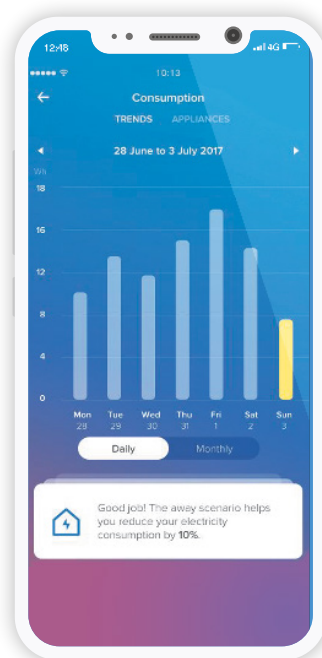 12:48
4G
10:13
Consumption
TRENDS APPLIANCES
28 June to 3 July 2017
Wh
18
16
12
8
4
0
Mon Tue Wed Thu Fri Sat Sun
28 29 30 31 1 2 3
Daily Monthly
Good job! The away scenario helps
you reduce your electricity
consumption by 10%.